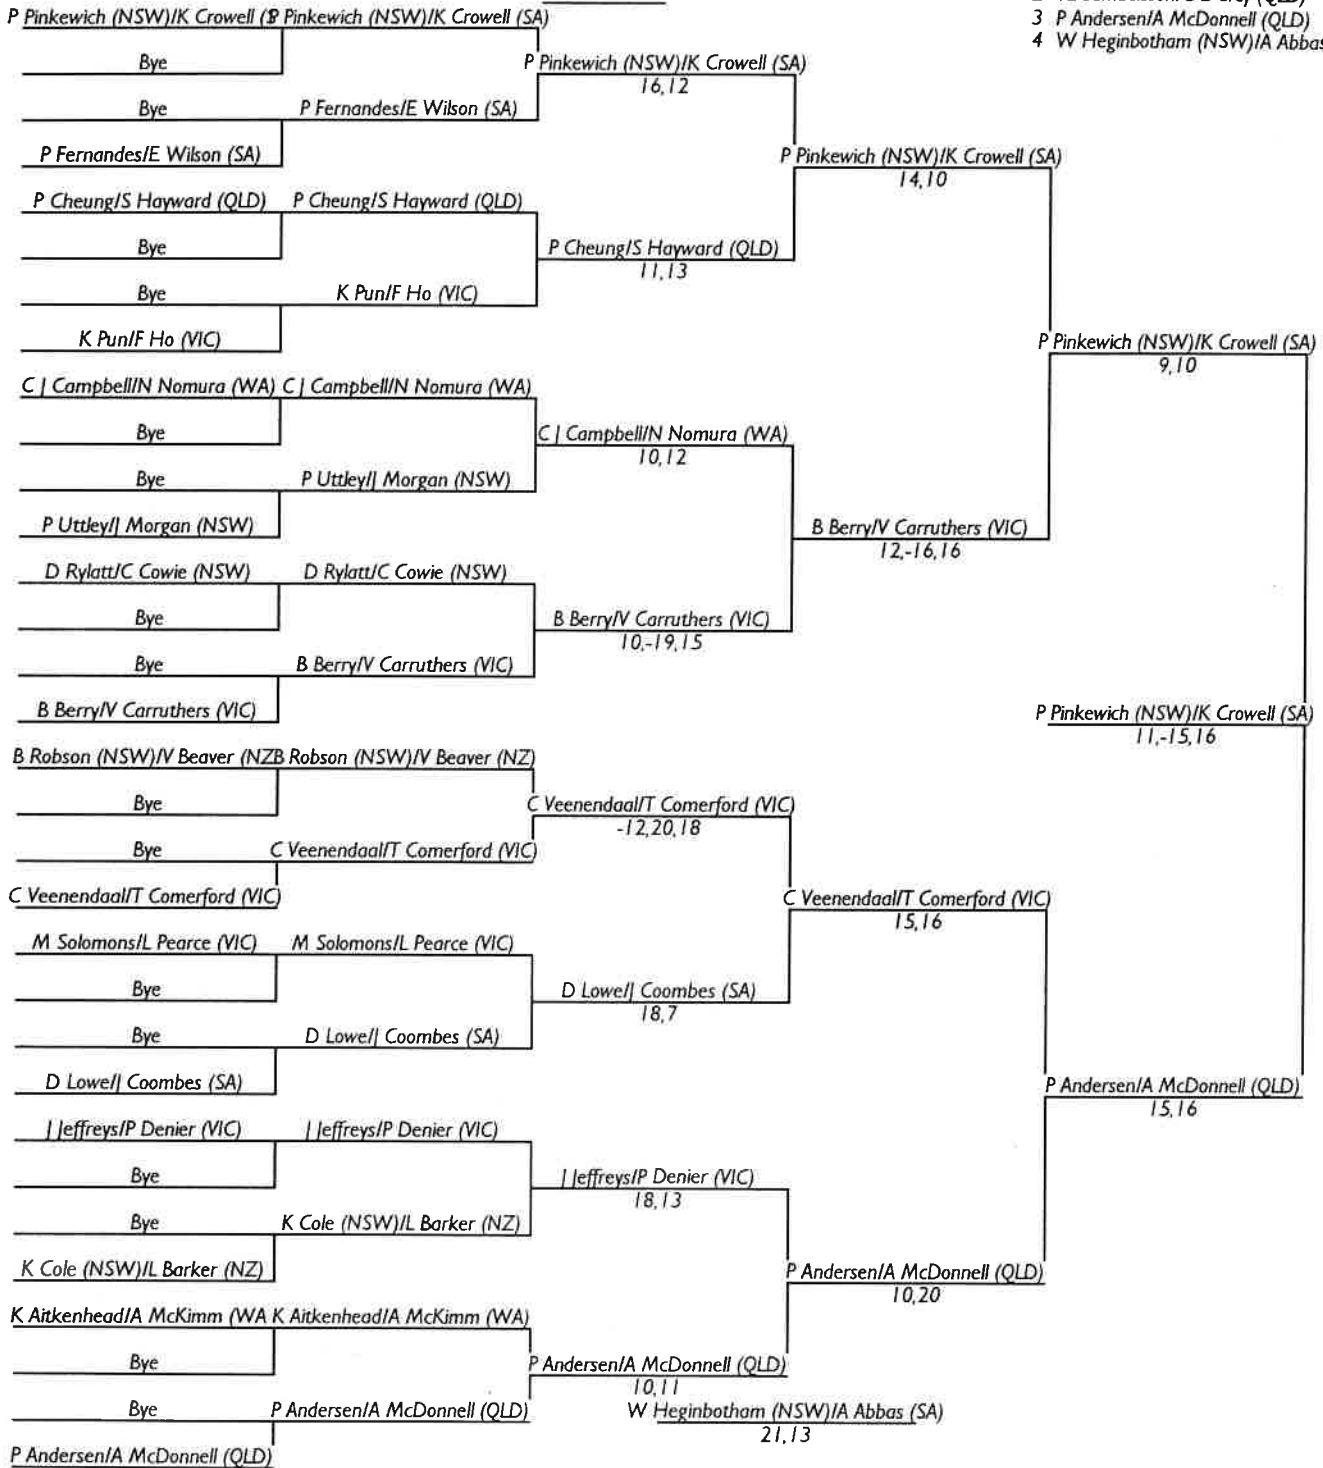 3 P Andersen/A McDonnell (QLD)
4 W Heginbotham (NSW)/A Abbas
P Pinkewich (NSW)/K Crowell (S P Pinkewich (NSW)/K Crowell (SA)
Bye
P Pinkewich (NSW)/K Crowell (SA)
16,12
Bye
P Fernandes/E Wilson (SA)
P Fernandes/E Wilson (SA)
P Pinkewich (NSW)/K Crowell (SA)
14,10
P Cheung/S Hayward (QLD)
P Cheung/S Hayward (QLD)
Bye
P Cheung/S Hayward (QLD)
11,13
Bye
K Pun/F Ho (VIC)
K Pun/F Ho (VIC)
P Pinkewich (NSW)/K Crowell (SA)
9,10
C J Campbell/N Nomura (WA)
C J Campbell/N Nomura (WA)
Bye
C J Campbell/N Nomura (WA)
10,12
Bye
P Uttley/J Morgan (NSW)
P Uttley/J Morgan (NSW)
B Berry/V Carruthers (VIC)
12,-16,16
D Rylatt/C Cowie (NSW)
D Rylatt/C Cowie (NSW)
Bye
B Berry/V Carruthers (VIC)
10,-19,15
Bye
B Berry/V Carruthers (VIC)
B Berry/V Carruthers (VIC)
P Pinkewich (NSW)/K Crowell (SA)
11,-15,16
B Robson (NSW)/V Beaver (NZ B Robson (NSW)/V Beaver (NZ)
Bye
C Veenendaal/T Comerford (VIC)
-12,20,18
Bye
C Veenendaal/T Comerford (VIC)
C Veenendaal/T Comerford (VIC)
C Veenendaal/T Comerford (VIC)
15,16
M Solomons/L Pearce (VIC)
M Solomons/L Pearce (VIC)
Bye
D Lowe/J Coombes (SA)
18,7
Bye
D Lowe/J Coombes (SA)
D Lowe/J Coombes (SA)
P Andersen/A McDonnell (QLD)
15,16
J Jeffreys/P Denier (VIC)
J Jeffreys/P Denier (VIC)
Bye
J Jeffreys/P Denier (VIC)
18,13
Bye
K Cole (NSW)/L Barker (NZ)
K Cole (NSW)/L Barker (NZ)
P Andersen/A McDonnell (QLD)
10,20
K Aitkenhead/A McKimm (WA K Aitkenhead/A McKimm (WA)
Bye
P Andersen/A McDonnell (QLD)
10,11
Bye
P Andersen/A McDonnell (QLD)
W Heginbotham (NSW)/A Abbas (SA)
21,13
P Andersen/A McDonnell (QLD)